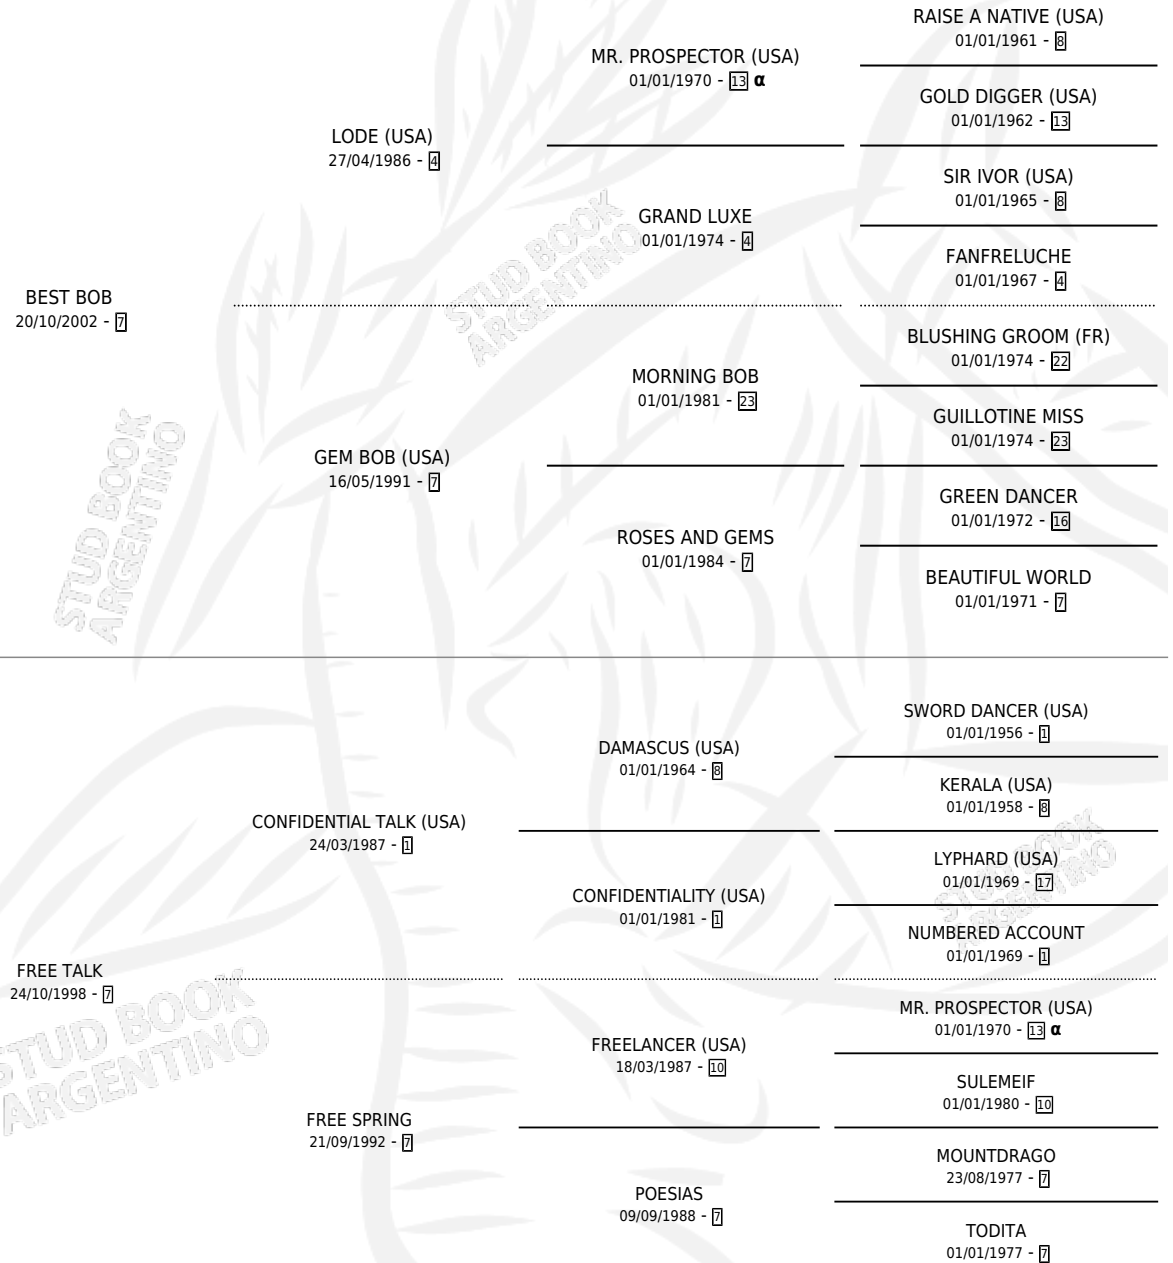 RAISE A NATIVE (USA)
01/01/1961 - 8
MR. PROSPECTOR (USA)
01/01/1970 - 13 α
GOLD DIGGER (USA)
01/01/1962 - 13
LODE (USA)
27/04/1986 - 4
SIR IVOR (USA)
01/01/1965 - 8
GRAND LUXE
01/01/1974 - 4
FANFRELUCHE
01/01/1967 - 4
BEST BOB
20/10/2002 - 7
BLUSHING GROOM (FR)
01/01/1974 - 22
MORNING BOB
01/01/1981 - 23
GUILLOTINE MISS
01/01/1974 - 23
GEM BOB (USA)
16/05/1991 - 7
GREEN DANCER
01/01/1972 - 16
ROSES AND GEMS
01/01/1984 - 7
BEAUTIFUL WORLD
01/01/1971 - 7
SWORD DANCER (USA)
01/01/1956 - 1
DAMASCUS (USA)
01/01/1964 - 8
KERALA (USA)
01/01/1958 - 8
CONFIDENTIAL TALK (USA)
24/03/1987 - 1
LYPHARD (USA)
01/01/1969 - 17
CONFIDENTIALITY (USA)
01/01/1981 - 1
NUMBERED ACCOUNT
01/01/1969 - 1
FREE TALK
24/10/1998 - 7
MR. PROSPECTOR (USA)
01/01/1970 - 13 α
FREELANCER (USA)
18/03/1987 - 10
SULEMEIF
01/01/1980 - 10
FREE SPRING
21/09/1992 - 7
MOUNTDRAGO
23/08/1977 - 7
POESIAS
09/09/1988 - 7
TODITA
01/01/1977 - 7
STUD BOOK
ARGENTINO
STUD BOOK
ARGENTINO
STUD BOOK
ARGENTINO
STUD BOOK
ARGENTINO